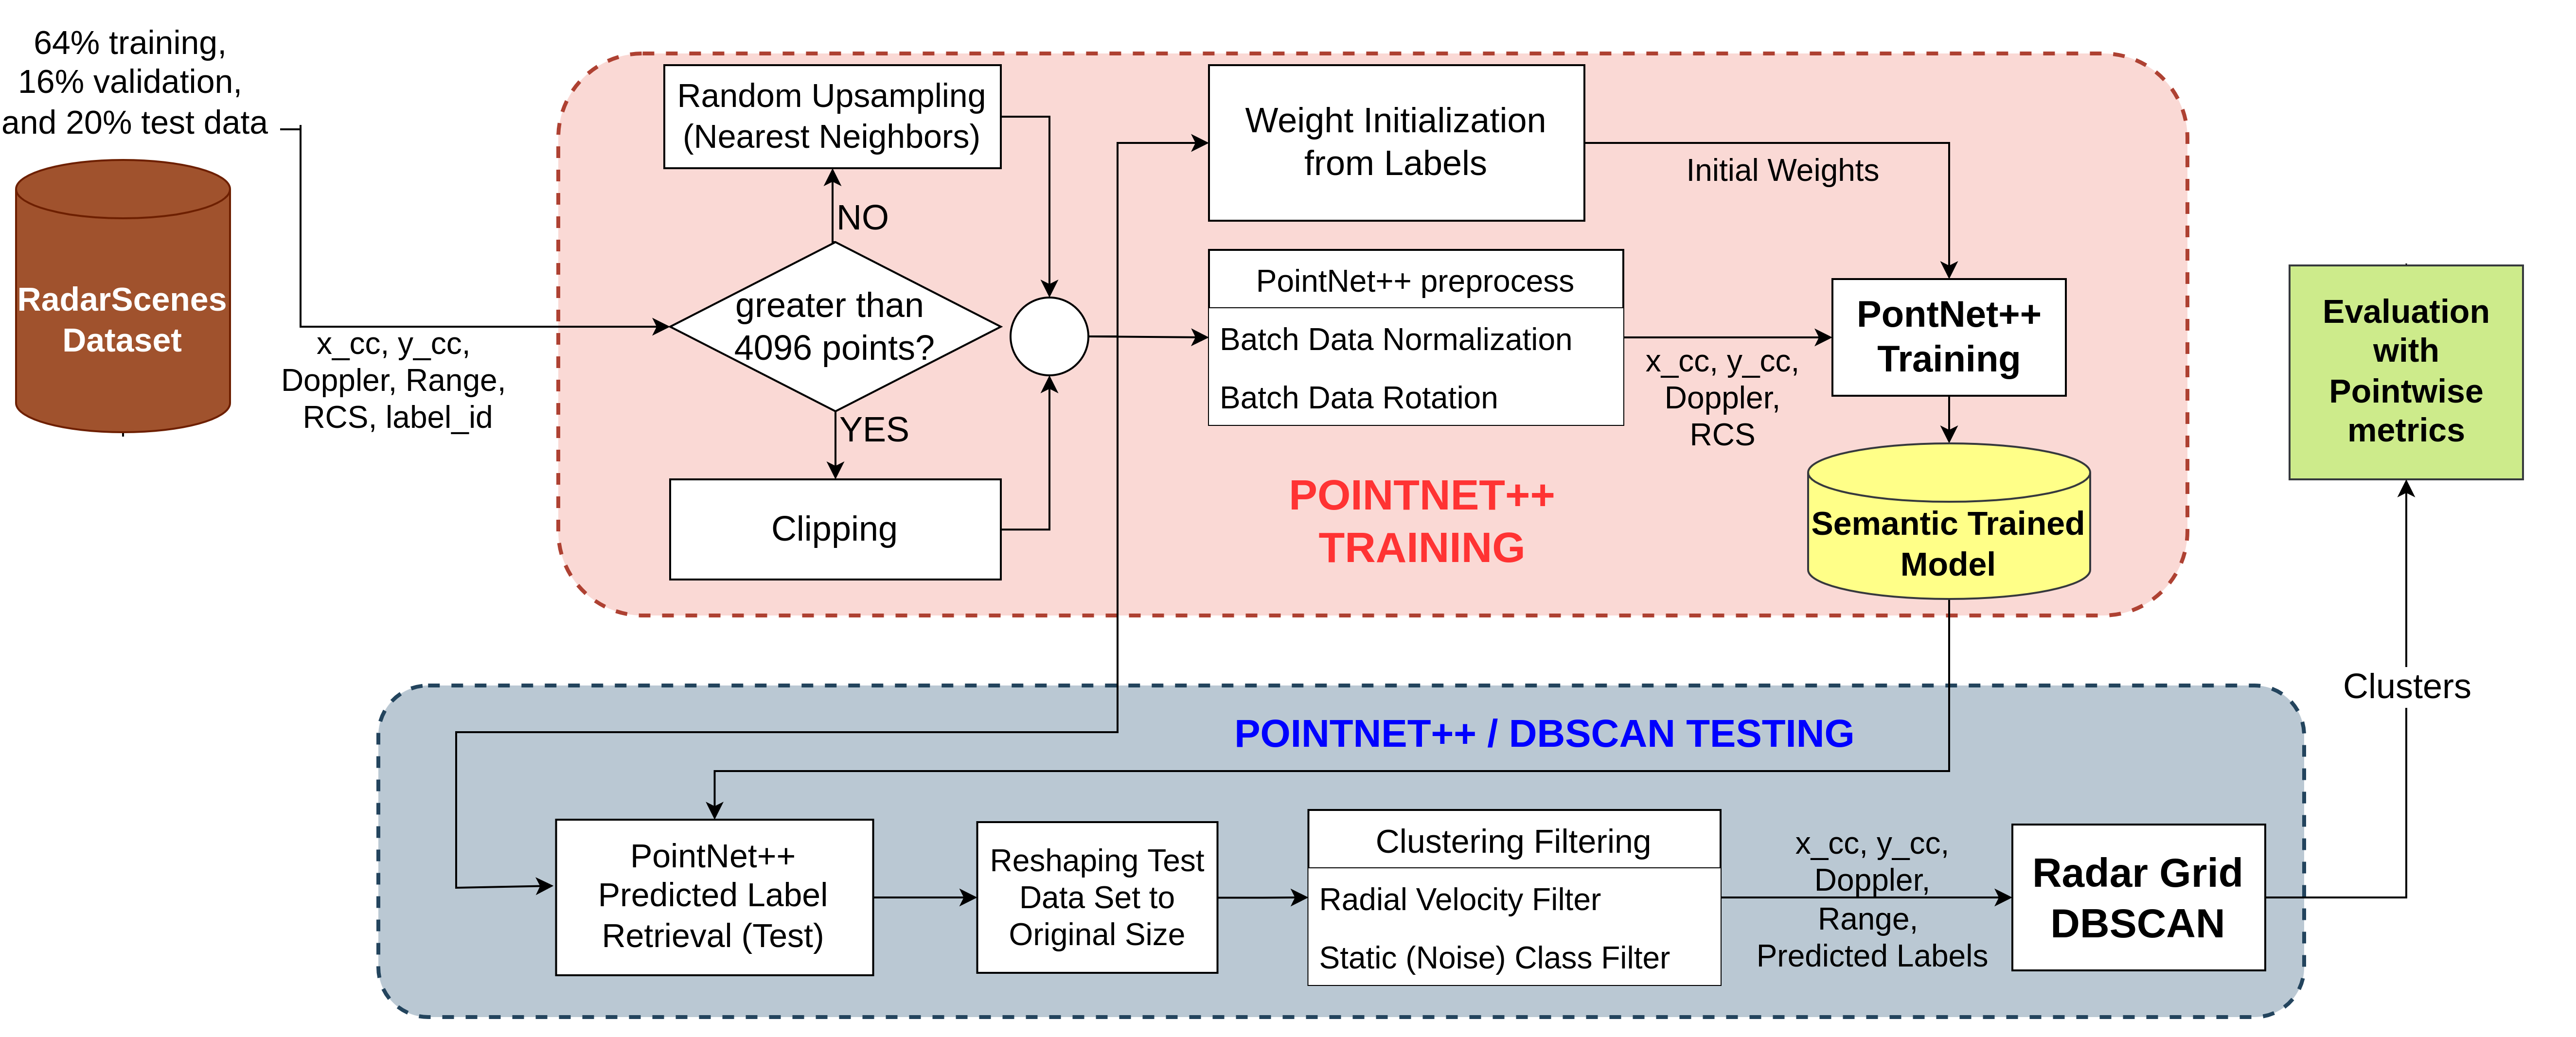 64% training,
16% validation,
and 20% test data
RadarScenes
Dataset
x_cc, y_cc,
Doppler, Range,
RCS, label_id
Random Upsampling
(Nearest Neighbors)
NO
greater than
4096 points?
YES
Clipping
Weight Initialization
from Labels
Initial Weights
PointNet++ preprocess
Batch Data Normalization
Batch Data Rotation
x_cc, y_cc,
Doppler,
RCS
PontNet++
Training
Semantic Trained
Model
POINTNET++
TRAINING
Evaluation
with
Pointwise
metrics
Clusters
POINTNET++ / DBSCAN TESTING
PointNet++
Predicted Label
Retrieval (Test)
Reshaping Test
Data Set to
Original Size
Clustering Filtering
Radial Velocity Filter
Static (Noise) Class Filter
x_cc, y_cc,
Doppler,
Range,
Predicted Labels
Radar Grid
DBSCAN